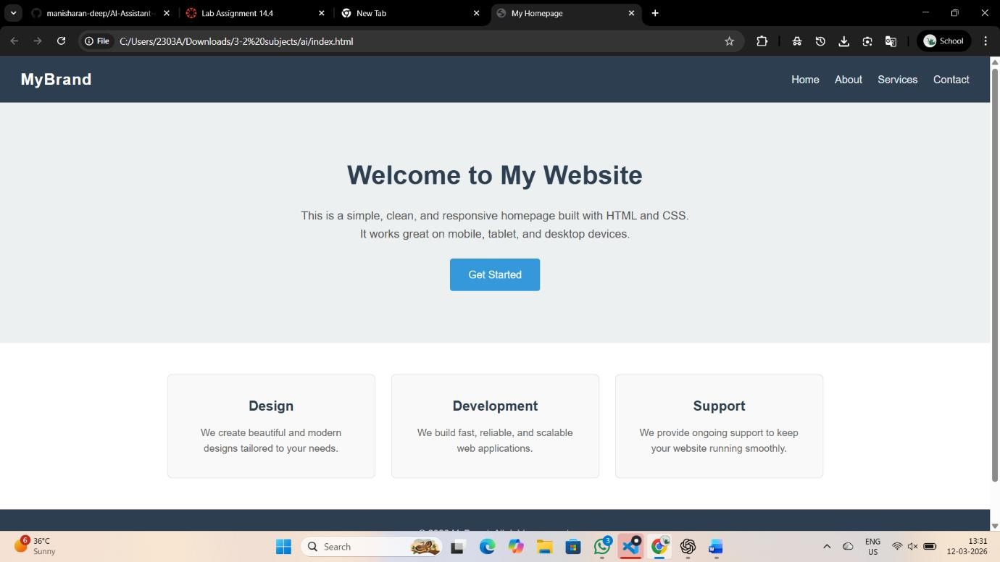 manisharan-deep/AI-Assistant-
Lab Assignment 14.4
New Tab
My Homepage
File
C:/Users/2303A/Downloads/3-2%20subjects/ai/index.html
School
MyBrand
Home
About
Services
Contact
Welcome to My Website
This is a simple, clean, and responsive homepage built with HTML and CSS.
It works great on mobile, tablet, and desktop devices.
Get Started
Design
We create beautiful and modern
designs tailored to your needs.
Development
We build fast, reliable, and scalable
web applications.
Support
We provide ongoing support to keep
your website running smoothly.
6
36°C
Sunny
Search
3
ENG
US
13:31
12-03-2026